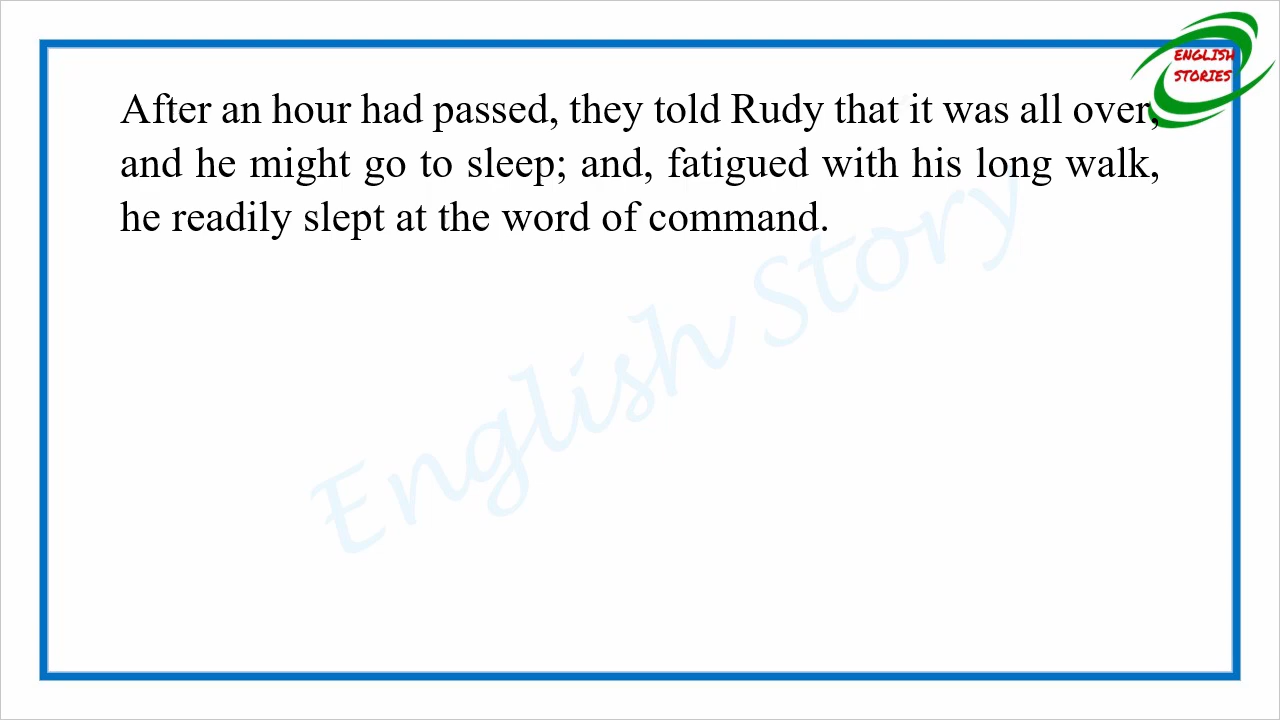 ENGLISH
STORIES
After an hour had passed, they told Rudy that it was all over,
and he might go to sleep; and, fatigued with his long walk,
he readily slept at the word of command.
English Story